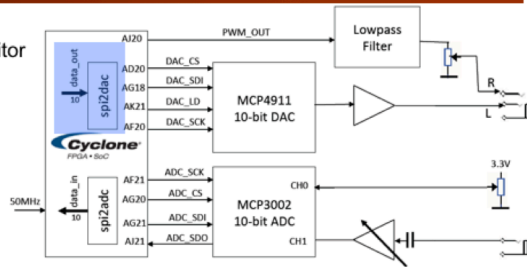 itor
PWM_OUT
Lowpass
Filter
AJ20
data_out
10
spi2dac
AD20
DAC_CS
AG18
DAC_SDI
AK21
DAC_LD
AF20
DAC_SCK
MCP4911
10-bit DAC
R
L
Cyclone
FPGA • SoC
3.3V
50MHz
data_in
10
spi2adc
AF21
ADC_SCK
AG20
ADC_CS
AG21
ADC_SDI
AJ21
ADC_SDO
MCP3002
10-bit ADC
CH0
CH1